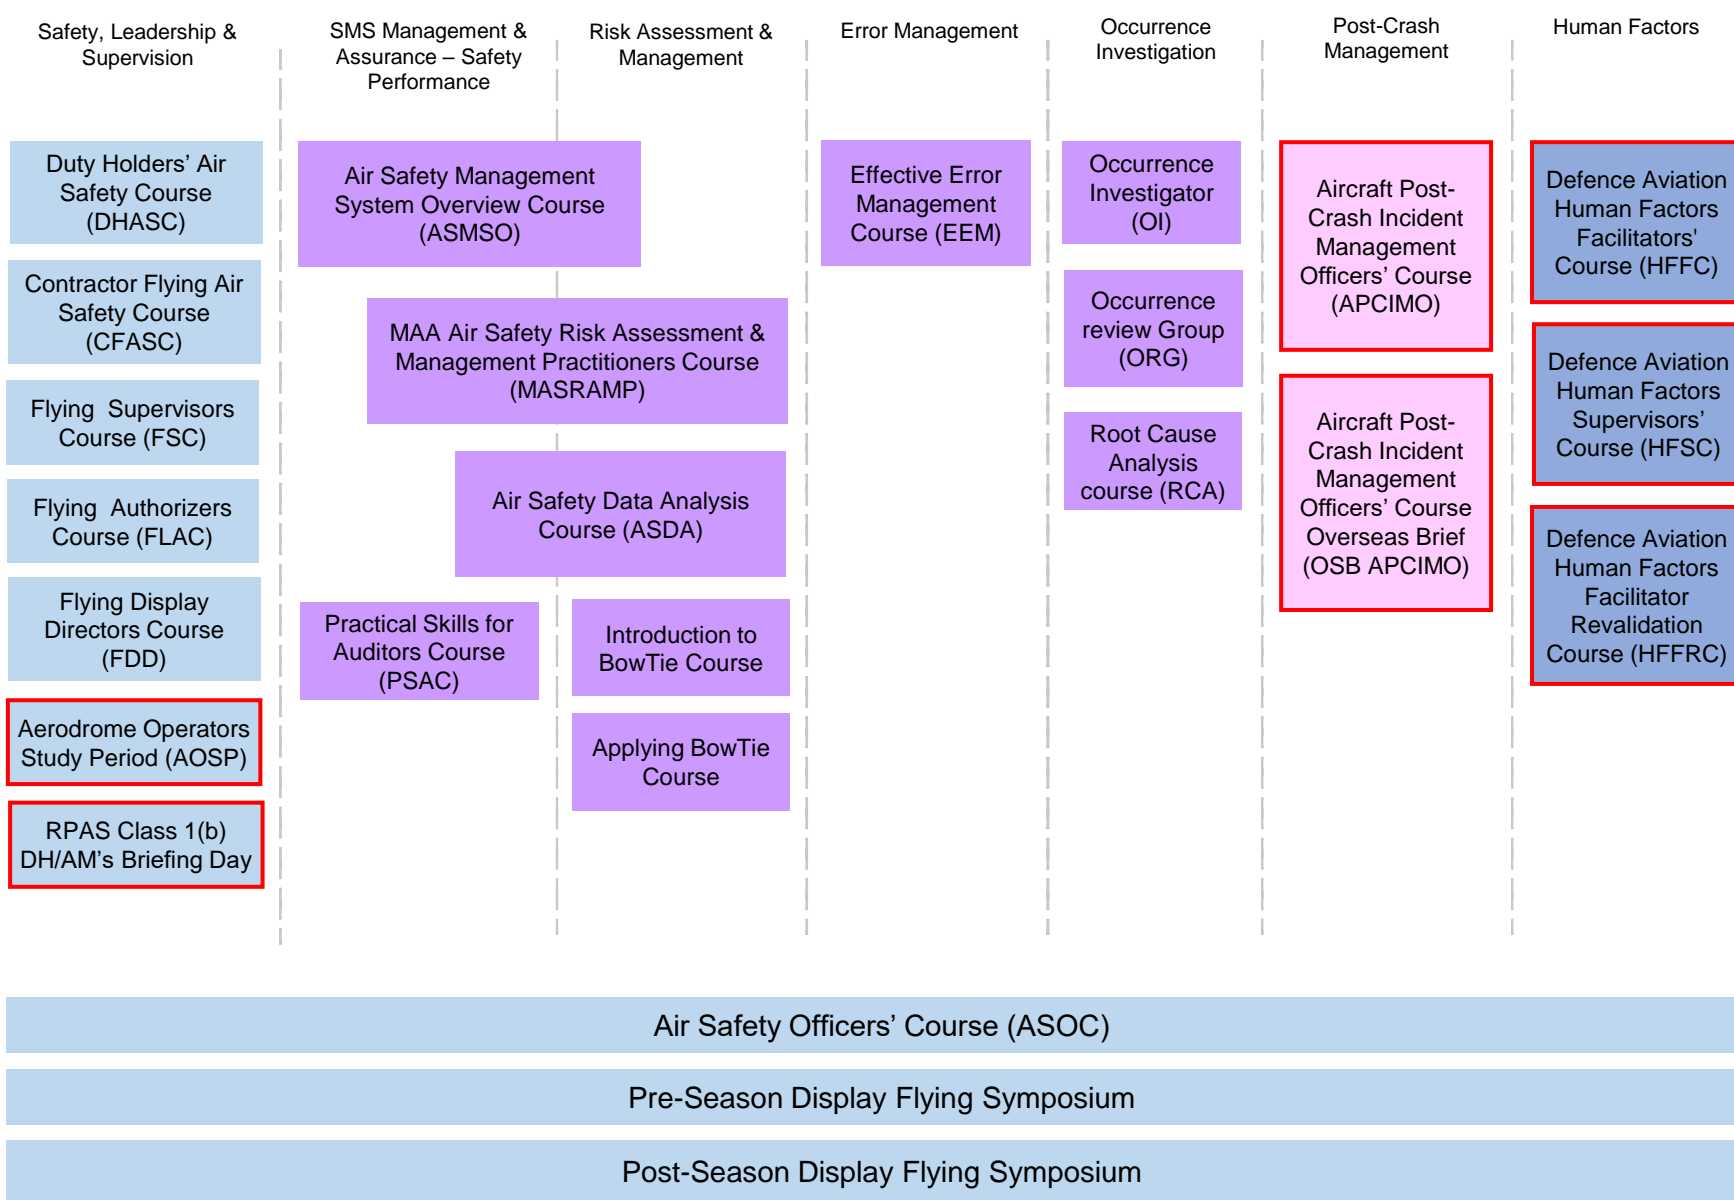 Safety, Leadership &
Supervision
SMS Management &
Assurance – Safety
Performance
Risk Assessment &
Management
Error Management
Occurrence
Investigation
Post-Crash
Management
Human Factors
Duty Holders’ Air
Safety Course
(DHASC)
Contractor Flying Air
Safety Course
(CFASC)
Flying Supervisors
Course (FSC)
Flying Authorizers
Course (FLAC)
Flying Display
Directors Course
(FDD)
Aerodrome Operators
Study Period (AOSP)
RPAS Class 1(b)
DH/AM’s Briefing Day
Air Safety Management
System Overview Course
(ASMSO)
MAA Air Safety Risk Assessment &
Management Practitioners Course
(MASRAMP)
Air Safety Data Analysis
Course (ASDA)
Practical Skills for
Auditors Course
(PSAC)
Introduction to
BowTie Course
Applying BowTie
Course
Effective Error
Management
Course (EEM)
Occurrence
Investigator
(OI)
Occurrence
review Group
(ORG)
Root Cause
Analysis
course (RCA)
Aircraft Post-
Crash Incident
Management
Officers’ Course
(APCIMO)
Aircraft Post-
Crash Incident
Management
Officers’ Course
Overseas Brief
(OSB APCIMO)
Defence Aviation
Human Factors
Facilitators'
Course (HFFC)
Defence Aviation
Human Factors
Supervisors’
Course (HFSC)
Defence Aviation
Human Factors
Facilitator
Revalidation
Course (HFFRC)
Air Safety Officers’ Course (ASOC)
Pre-Season Display Flying Symposium
Post-Season Display Flying Symposium